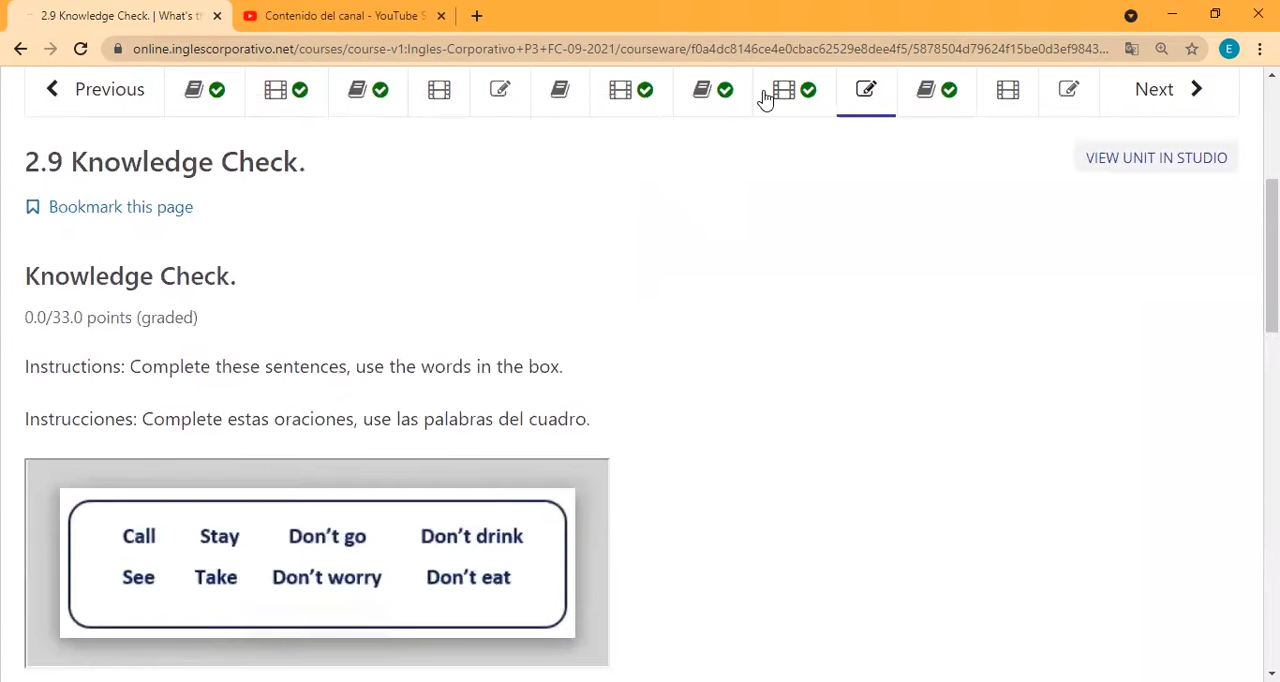 2.9 Knowledge Check. | What's t
Contenido del canal - YouTube S
online.inglescorporativo.net/courses/course-v1:Ingles-Corporativo+P3+FC-09-2021/courseware/f0a4dc8146ce4e0cbac62529e8dee4f5/5878504d79624f15be0d3ef9843...
E
Previous
Next
2.9 Knowledge Check.
VIEW UNIT IN STUDIO
Bookmark this page
Knowledge Check.
0.0/33.0 points (graded)
Instructions: Complete these sentences, use the words in the box.
Instrucciones: Complete estas oraciones, use las palabras del cuadro.
Call Stay Don't go Don't drink
See Take Don't worry Don't eat